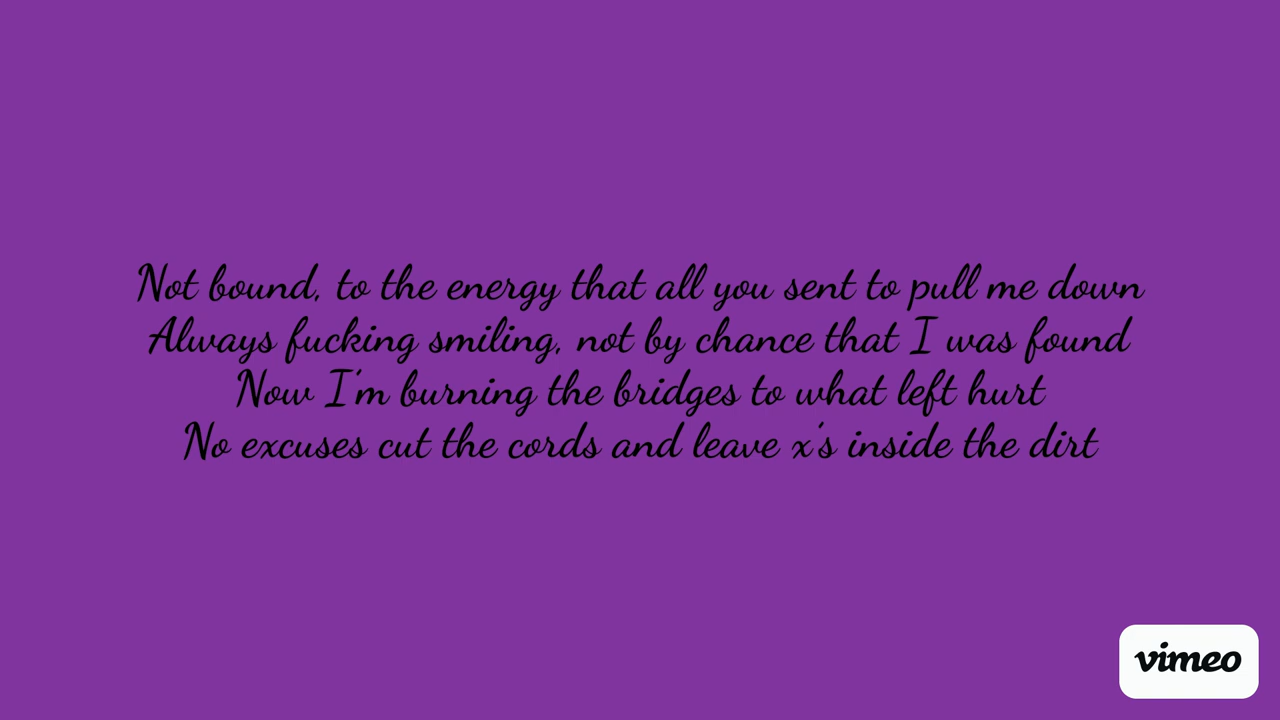 Not bound, to the energy that all you sent to pull me down
Always fucking smiling, not by chance that I was found
Now I'm burning the bridges to what left hurt
No excuses cut the cords and leave x's inside the dirt
vimeo